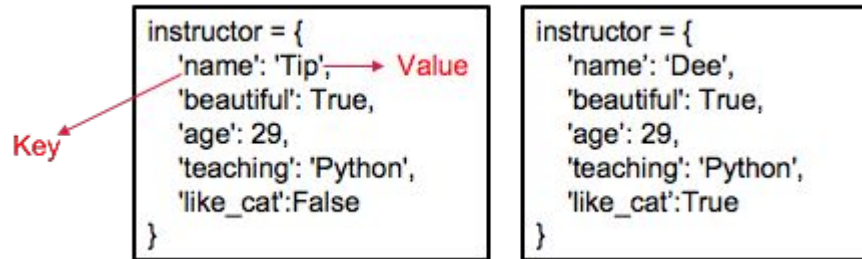 instructor = {
'name': 'Tip',
Value
'beautiful': True,
'age': 29,
Key
'teaching': 'Python',
'like_cat':False
}
instructor = {
'name': ‘Dee’,
'beautiful': True,
'age': 29,
'teaching': 'Python',
'like_cat’:True
}